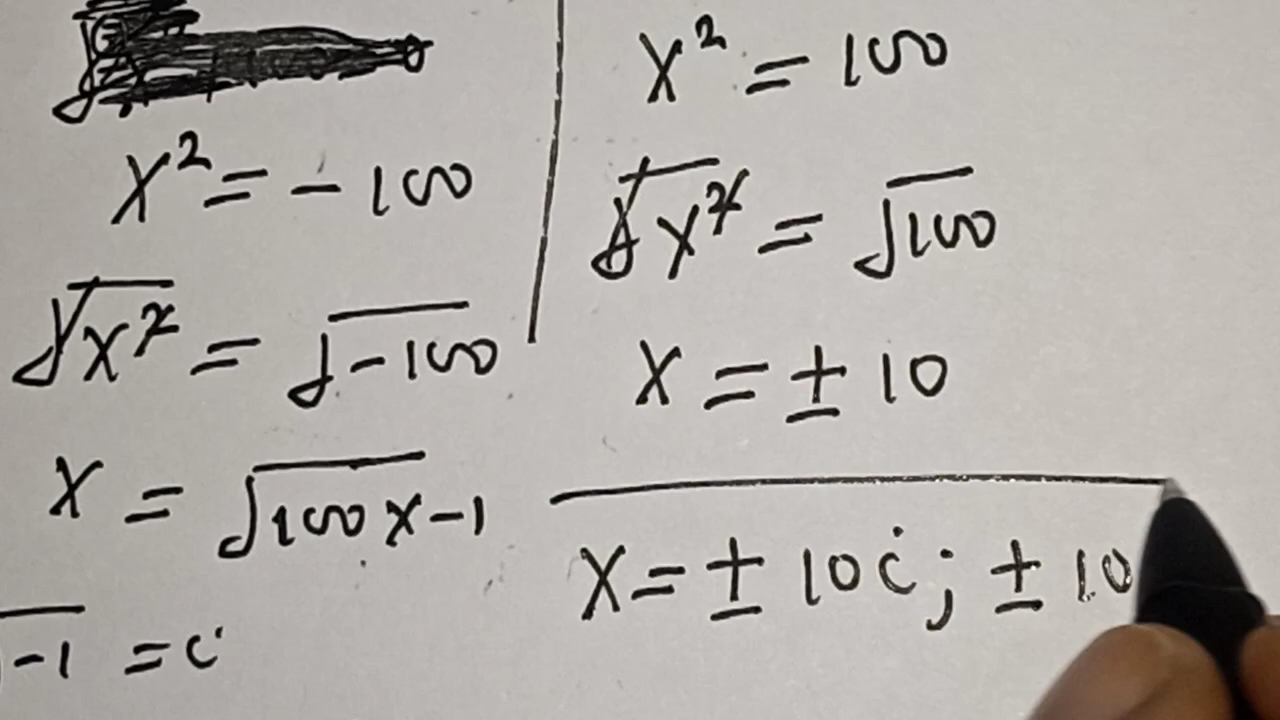 x² = -100
√x² = √-100
x = √100 x -1
-1 = i
x² = 100
√x² = √100
x = ± 10
x = ± 10i ; ± 10